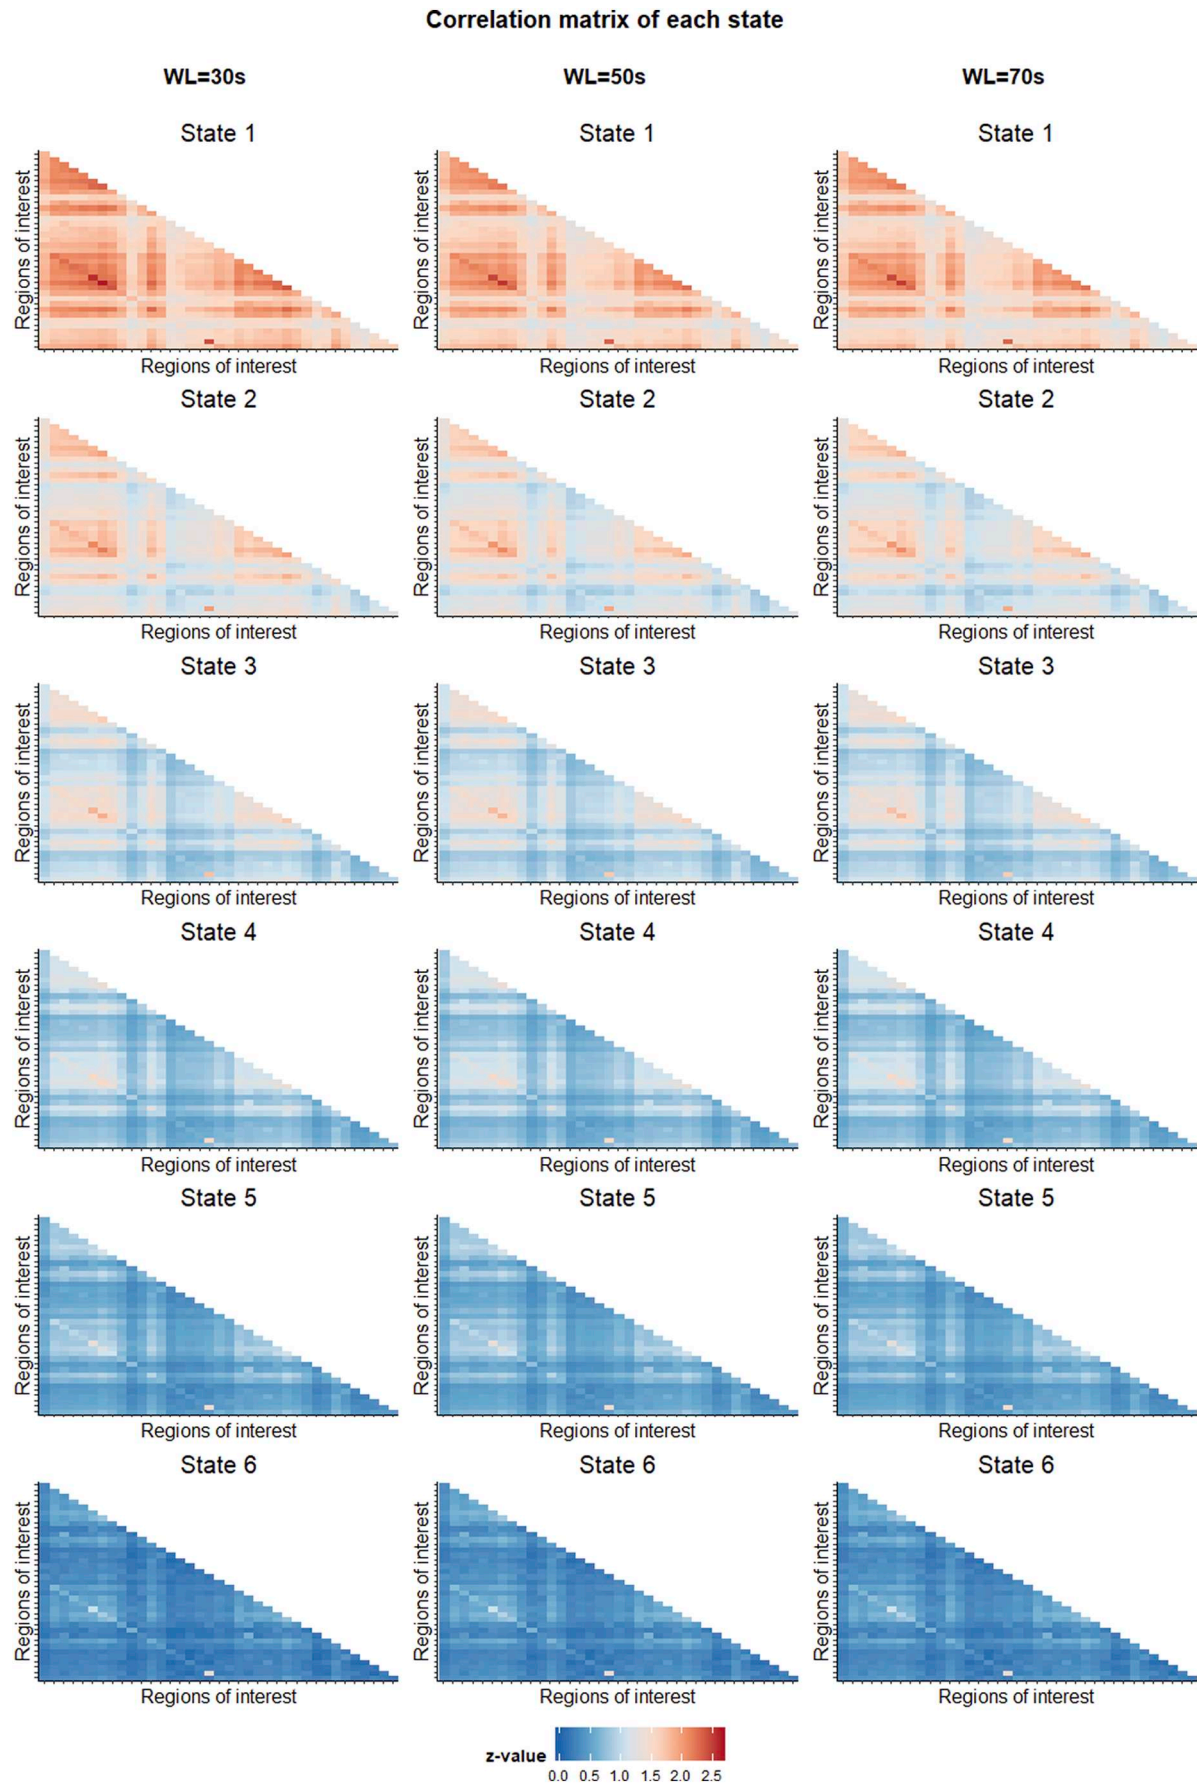 Correlation matrix of each state
WL=30s WL=50s WL=70s
State 1 State 1 State 1
Regions of interest Regions of interest Regions of interest
Regions of interest Regions of interest Regions of interest
State 2 State 2 State 2
Regions of interest Regions of interest Regions of interest
Regions of interest Regions of interest Regions of interest
State 3 State 3 State 3
Regions of interest Regions of interest Regions of interest
Regions of interest Regions of interest Regions of interest
State 4 State 4 State 4
Regions of interest Regions of interest Regions of interest
Regions of interest Regions of interest Regions of interest
State 5 State 5 State 5
Regions of interest Regions of interest Regions of interest
Regions of interest Regions of interest Regions of interest
State 6 State 6 State 6
Regions of interest Regions of interest Regions of interest
Regions of interest Regions of interest Regions of interest
z-value
0.0 0.5 1.0 1.5 2.0 2.5